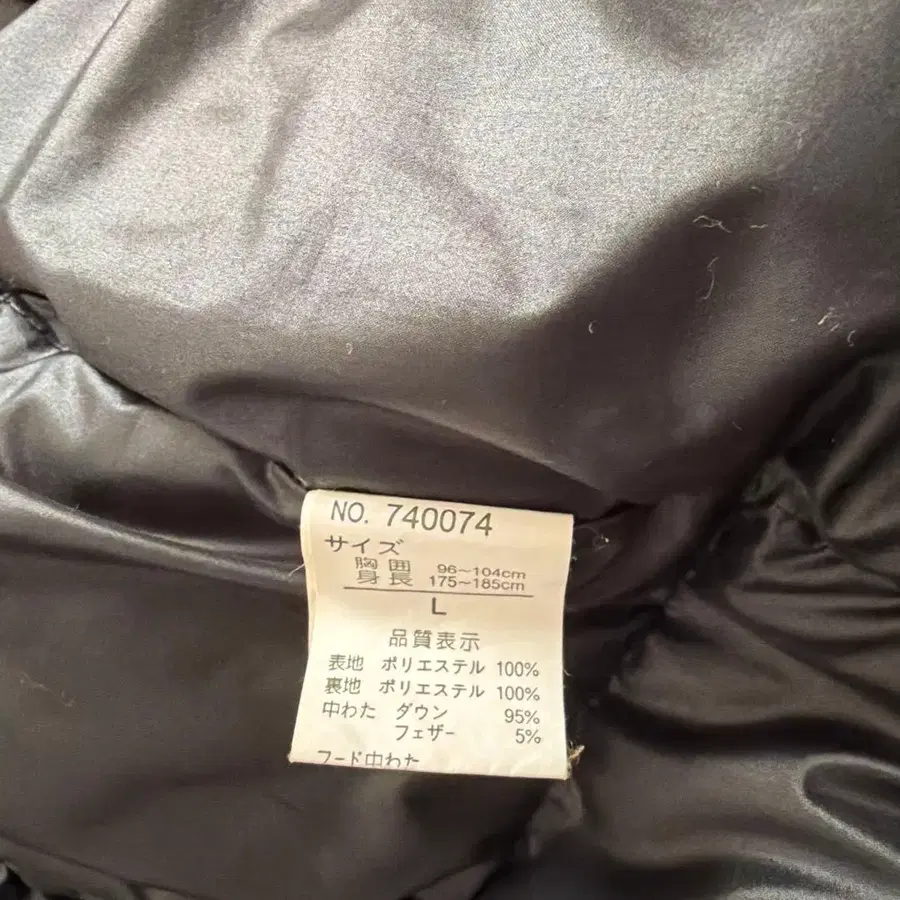 NO. 740074
サイズ
胸囲 96~104cm
身長 175~185cm
L
品質表示
表地 ポリエステル 100%
裏地 ポリエステル 100%
中わた ダウン 95%
フェザー 5%
フード中わた